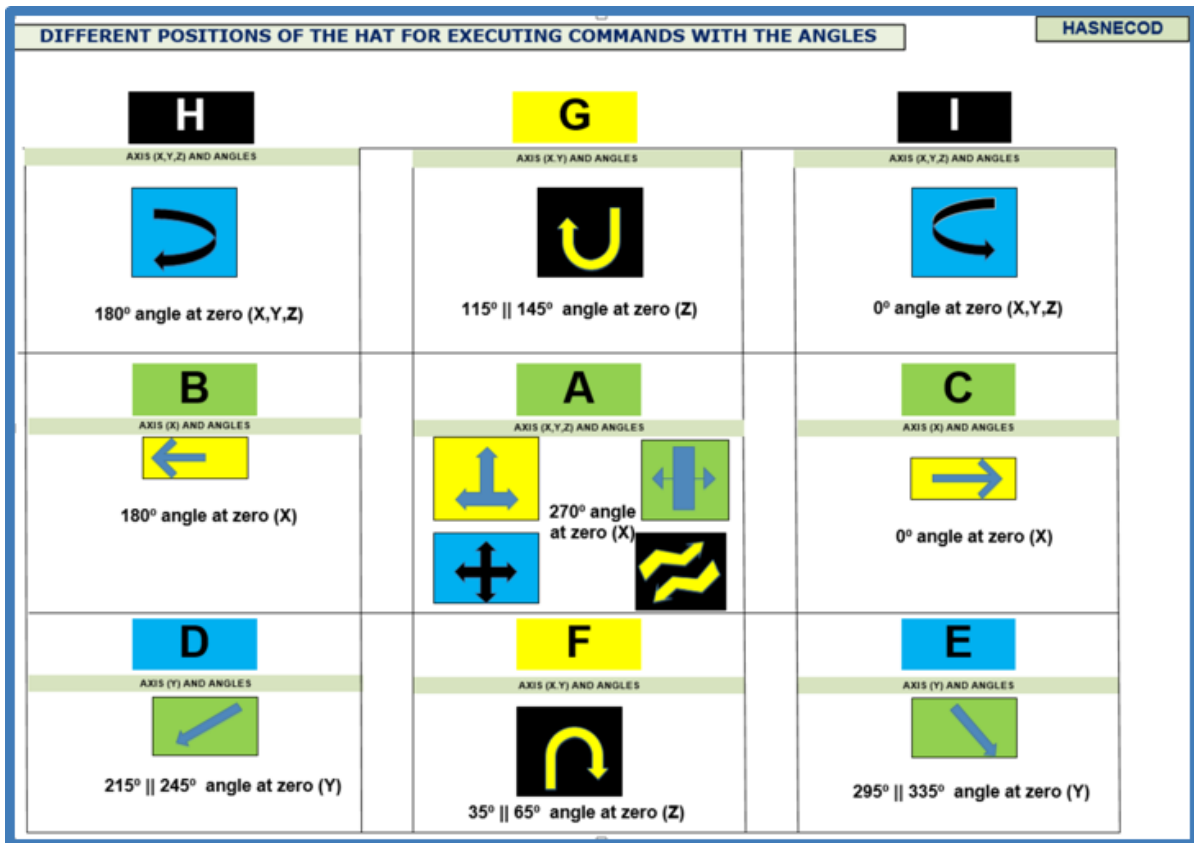 DIFFERENT POSITIONS OF THE HAT FOR EXECUTING COMMANDS WITH THE ANGLES
HASNECOD
H
AXIS (X,Y,Z) AND ANGLES
180º angle at zero (X,Y,Z)
G
AXIS (X.Y) AND ANGLES
115º || 145º angle at zero (Z)
I
AXIS (X,Y,Z) AND ANGLES
0º angle at zero (X,Y,Z)
B
AXIS (X) AND ANGLES
180º angle at zero (X)
A
AXIS (X,Y,Z) AND ANGLES
270º angle
at zero (X)
C
AXIS (X) AND ANGLES
0º angle at zero (X)
D
AXIS (Y) AND ANGLES
215º || 245º angle at zero (Y)
F
AXIS (X.Y) AND ANGLES
35º || 65º angle at zero (Z)
E
AXIS (Y) AND ANGLES
295º || 335º angle at zero (Y)